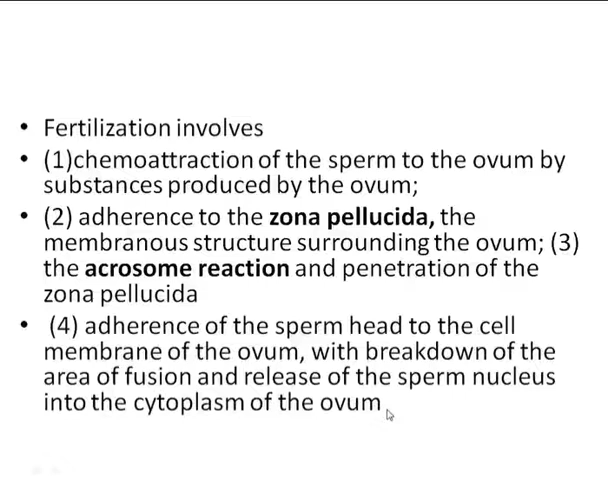 • Fertilization involves
• (1)chemoattraction of the sperm to the ovum by
substances produced by the ovum;
• (2) adherence to the zona pellucida, the
membranous structure surrounding the ovum; (3)
the acrosome reaction and penetration of the
zona pellucida
• (4) adherence of the sperm head to the cell
membrane of the ovum, with breakdown of the
area of fusion and release of the sperm nucleus
into the cytoplasm of the ovum